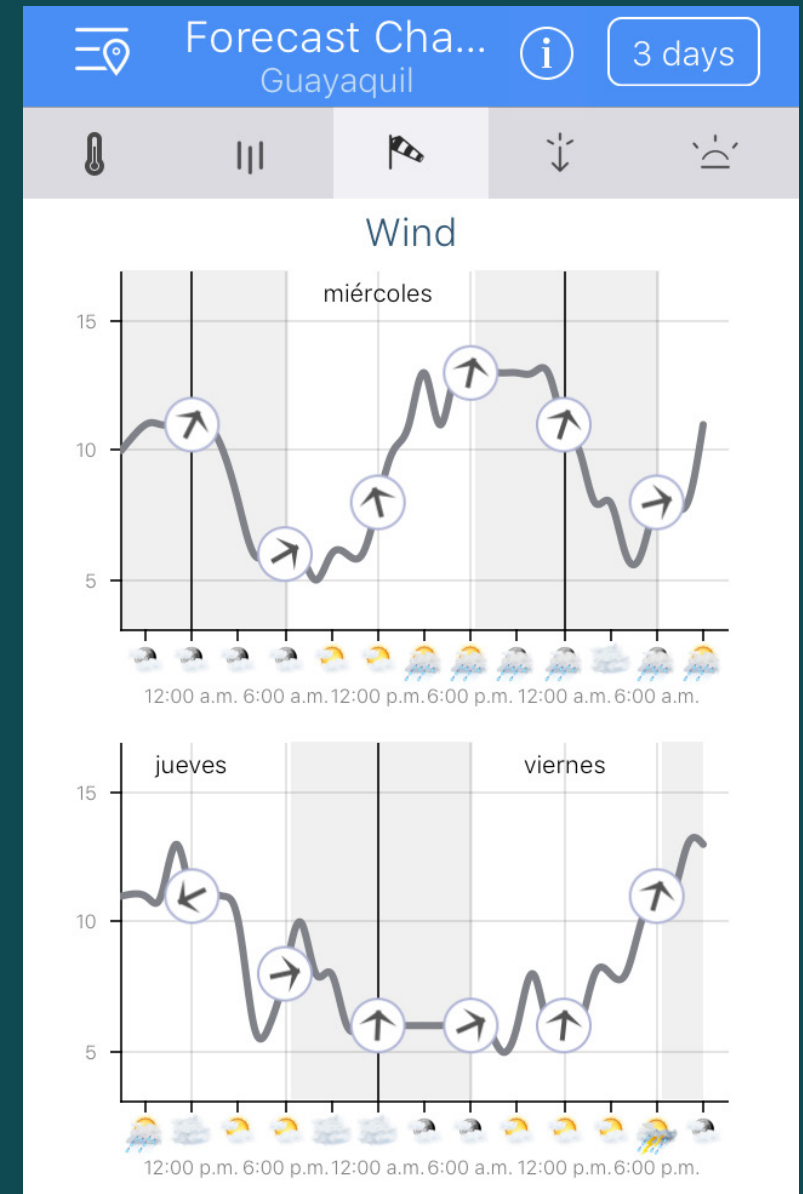 Forecast Cha...
Guayaquil
i
3 days
Wind
miércoles
15
10
5
12:00 a.m. 6:00 a.m. 12:00 p.m. 6:00 p.m. 12:00 a.m. 6:00 a.m.
jueves viernes
15
10
5
12:00 p.m. 6:00 p.m. 12:00 a.m. 6:00 a.m. 12:00 p.m. 6:00 p.m.